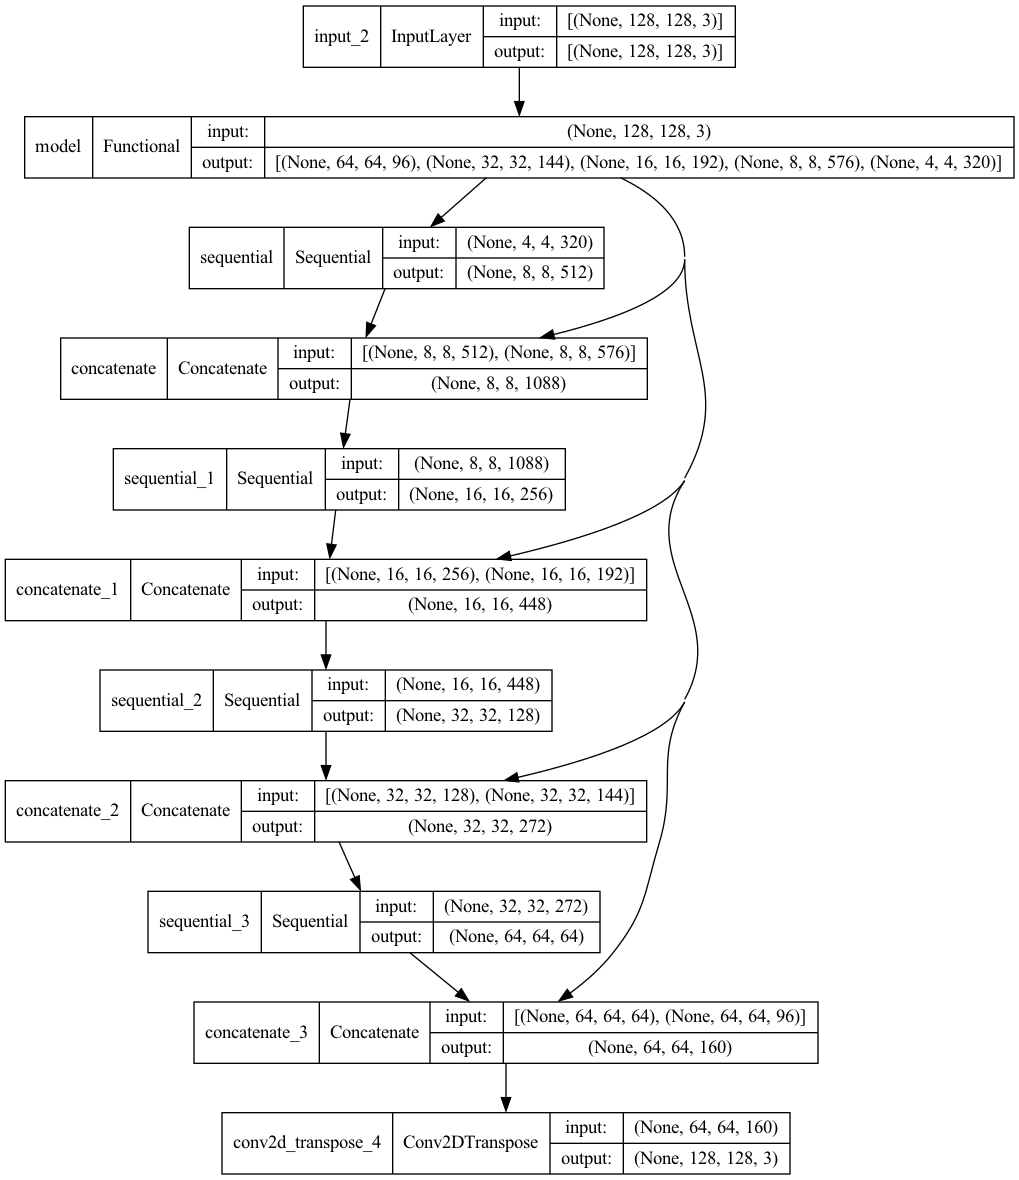 input_2 InputLayer input: [(None, 128, 128, 3)]
output: [(None, 128, 128, 3)]
model Functional input: (None, 128, 128, 3)
output: [(None, 64, 64, 96), (None, 32, 32, 144), (None, 16, 16, 192), (None, 8, 8, 576), (None, 4, 4, 320)]
sequential Sequential input: (None, 4, 4, 320)
output: (None, 8, 8, 512)
concatenate Concatenate input: [(None, 8, 8, 512), (None, 8, 8, 576)]
output: (None, 8, 8, 1088)
sequential_1 Sequential input: (None, 8, 8, 1088)
output: (None, 16, 16, 256)
concatenate_1 Concatenate input: [(None, 16, 16, 256), (None, 16, 16, 192)]
output: (None, 16, 16, 448)
sequential_2 Sequential input: (None, 16, 16, 448)
output: (None, 32, 32, 128)
concatenate_2 Concatenate input: [(None, 32, 32, 128), (None, 32, 32, 144)]
output: (None, 32, 32, 272)
sequential_3 Sequential input: (None, 32, 32, 272)
output: (None, 64, 64, 64)
concatenate_3 Concatenate input: [(None, 64, 64, 64), (None, 64, 64, 96)]
output: (None, 64, 64, 160)
conv2d_transpose_4 Conv2DTranspose input: (None, 64, 64, 160)
output: (None, 128, 128, 3)